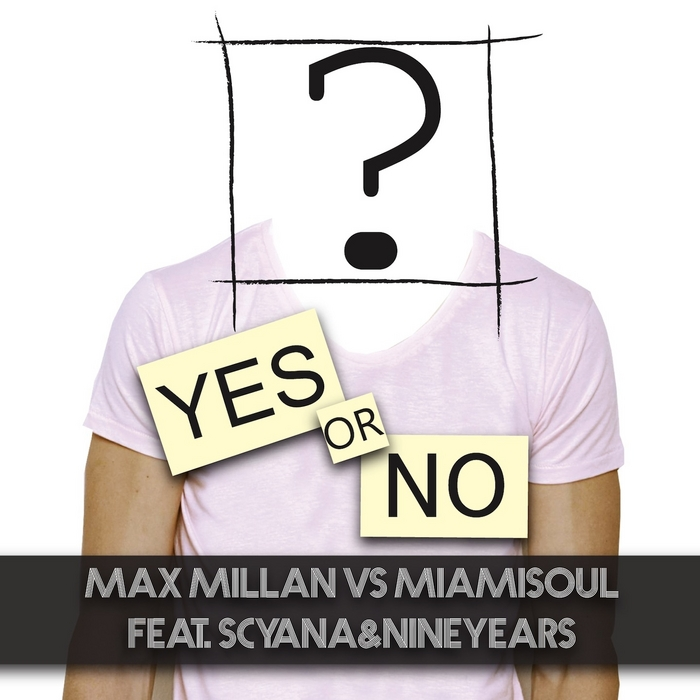 ?
YES
OR
NO
MAX MILLAN VS MIAMISOUL
FEAT. SCYANA&NINEYEARS